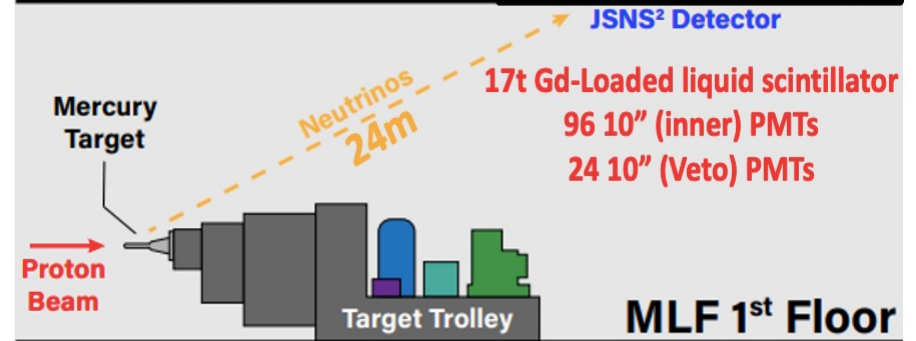 JSNS² Detector
17t Gd-Loaded liquid scintillator
96 10” (inner) PMTs
24 10” (Veto) PMTs
Neutrinos
24m
Mercury
Target
Proton
Beam
Target Trolley
MLF 1st Floor